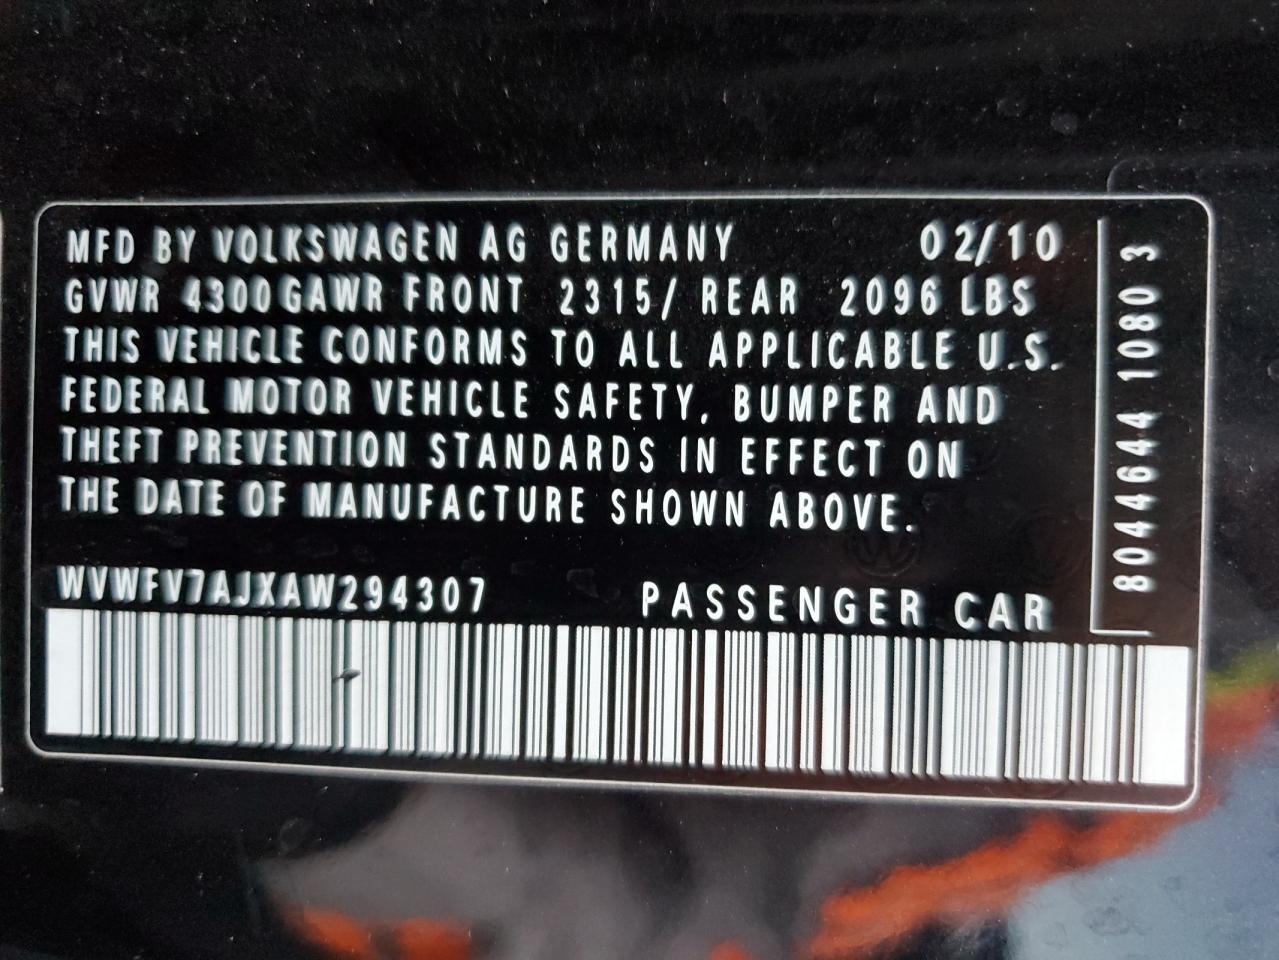 MFD BY VOLKSWAGEN AG GERMANY 02/10
GVWR 4300GAWR FRONT 2315/ REAR 2096 LBS
THIS VEHICLE CONFORMS TO ALL APPLICABLE U.S.
FEDERAL MOTOR VEHICLE SAFETY, BUMPER AND
THEFT PREVENTION STANDARDS IN EFFECT ON
THE DATE OF MANUFACTURE SHOWN ABOVE.
WVWFV7AJXAW294307 PASSENGER CAR
8044644 1080 3